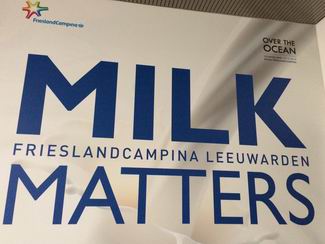 FrieslandCampina
OVER THE
OCEAN
MILK
FRIESLANDCAMPINA LEEUWARDEN
MATTERS